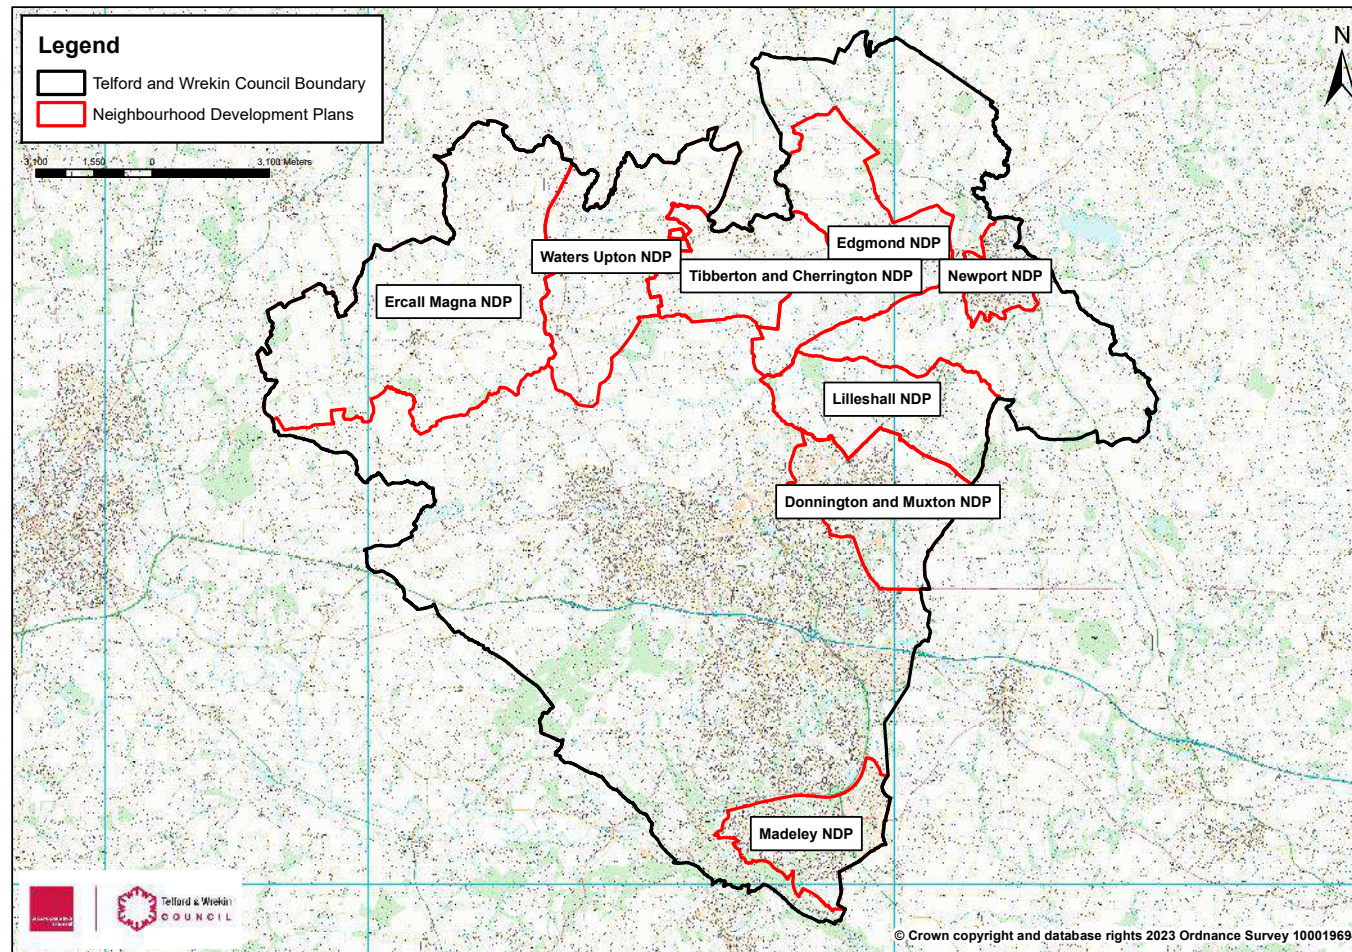 Legend
Telford and Wrekin Council Boundary
Neighbourhood Development Plans
3,100 1,550 0 3,100 Meters
N
Edgmond NDP
Waters Upton NDP
Tibberton and Cherrington NDP
Newport NDP
Ercall Magna NDP
Lilleshall NDP
Donnington and Muxton NDP
Madeley NDP
Telford & Wrekin
COUNCIL
© Crown copyright and database rights 2023 Ordnance Survey 10001969